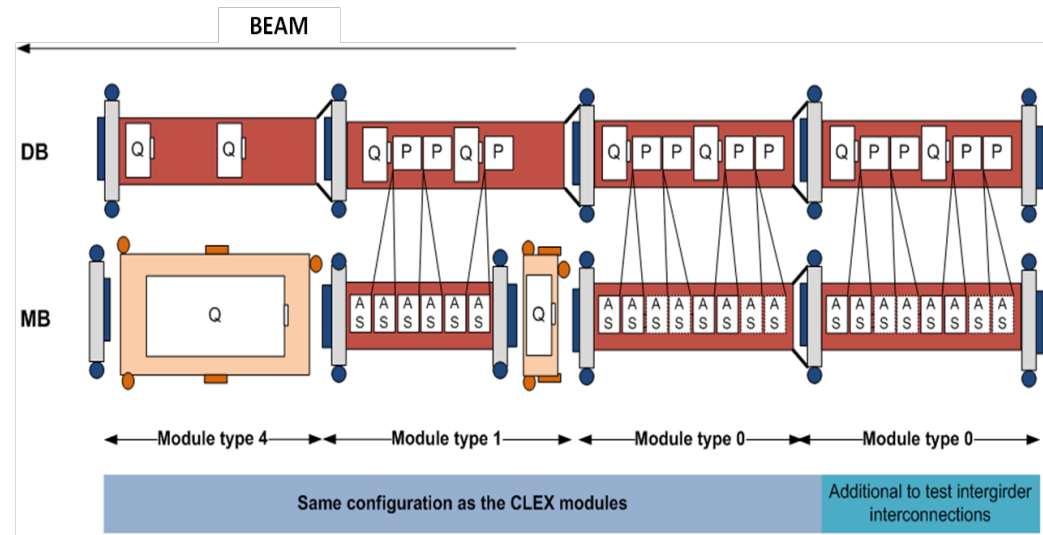 BEAM
DB
Q Q Q P P Q P Q P P Q P P Q P P Q P P
MB
Q
A A A A A A
S S S S S S
Q
A A A A A A A A
S S S S S S S S
A A A A A A A A
S S S S S S S S
Module type 4 Module type 1 Module type 0 Module type 0
Same configuration as the CLEX modules
Additional to test intergirder
interconnections